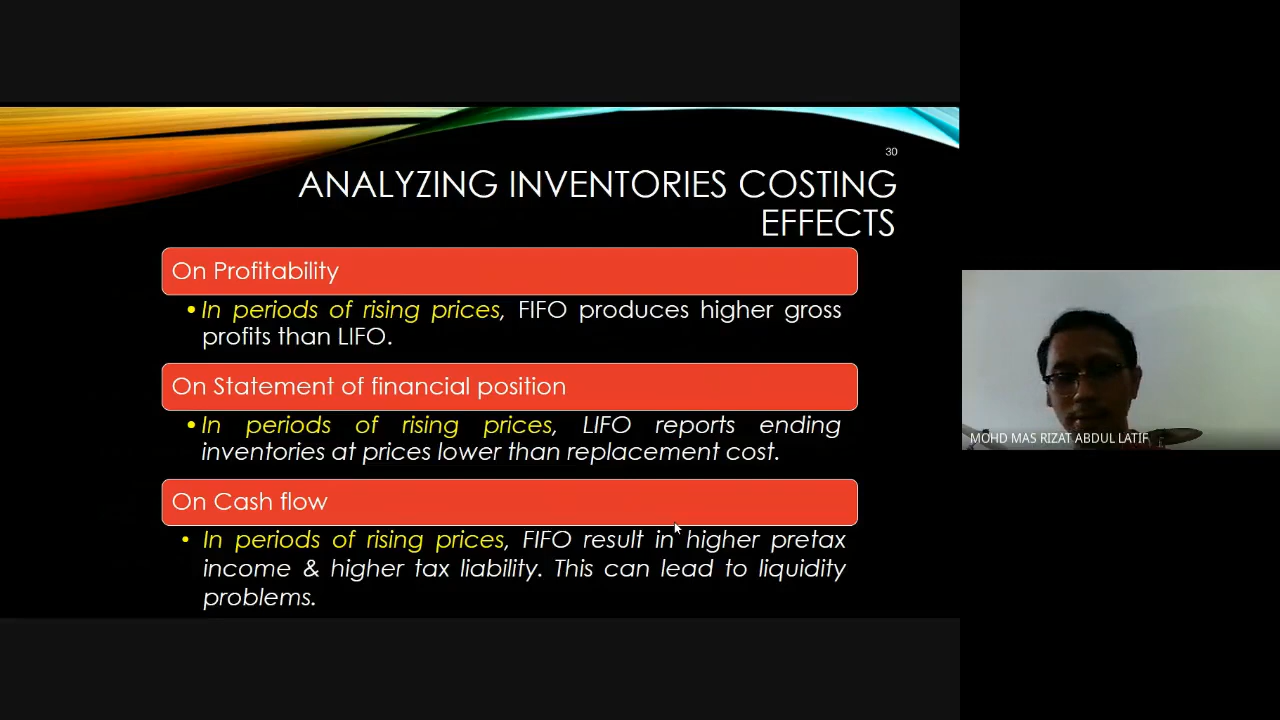 30
ANALYZING INVENTORIES COSTING
EFFECTS
On Profitability
• In periods of rising prices, FIFO produces higher gross
profits than LIFO.
On Statement of financial position
• In periods of rising prices, LIFO reports ending
inventories at prices lower than replacement cost.
On Cash flow
• In periods of rising prices, FIFO result in higher pretax
income & higher tax liability. This can lead to liquidity
problems.
MOHD MAS RIZAT ABDUL LATIF